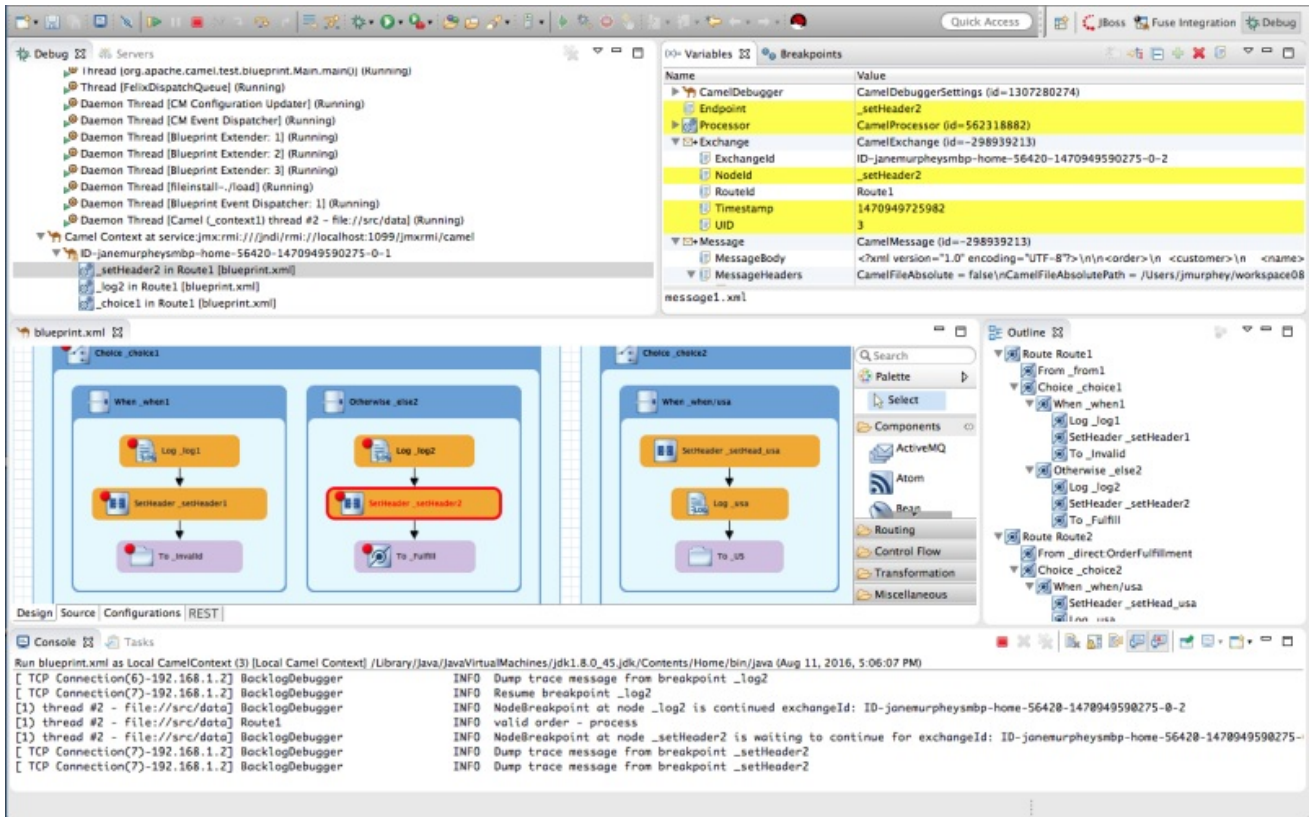 Quick Access
JBoss
Fuse Integration
Debug
Debug
Servers
Thread [org.apache.camel.test.blueprint.Main.main()] (Running)
Thread [FelixDispatchQueue] (Running)
Daemon Thread [CM Configuration Updater] (Running)
Daemon Thread [CM Event Dispatcher] (Running)
Daemon Thread [Blueprint Extender: 1] (Running)
Daemon Thread [Blueprint Extender: 2] (Running)
Daemon Thread [Blueprint Extender: 3] (Running)
Daemon Thread [fileinstall-./load] (Running)
Daemon Thread [Blueprint Event Dispatcher: 1] (Running)
Daemon Thread [Camel (_context1) thread #2 - file://src/data] (Running)
Camel Context at service:jmx:rmi:///jndi/rmi://localhost:1099/jmxrmi/camel
ID-janemurpheysmbp-home-56420-1470949590275-0-1
_setHeader2 in Route1 [blueprint.xml]
_log2 in Route1 [blueprint.xml]
_choice1 in Route1 [blueprint.xml]
(x)= Variables
Breakpoints
Name Value
CamelDebugger CamelDebuggerSettings (id=1307280274)
Endpoint _setHeader2
Processor CamelProcessor (id=562318882)
Exchange CamelExchange (id=-298939213)
ExchangeId ID-janemurpheysmbp-home-56420-1470949590275-0-2
NodeId _setHeader2
RouteId Route1
Timestamp 1470949725982
UID 3
Message CamelMessage (id=-298939213)
MessageBody <?xml version="1.0" encoding="UTF-8"?>\n\n<order>\n <customer>\n <name>
MessageHeaders CamelFileAbsolute = false\nCamelFileAbsolutePath = /Users/jmurphey/workspace08
message1.xml
blueprint.xml
Choice _choice1
When _when1
Log _log1
SetHeader _setHeader1
To _Invalid
Otherwise _else2
Log _log2
SetHeader _setHeader2
To _Fulfill
Choice _choice2
When _when/usa
SetHeader _setHead_usa
Log _usa
To _US
Search
Palette
Select
Components
ActiveMQ
Atom
Bean
Routing
Control Flow
Transformation
Miscellaneous
Design Source Configurations REST
Outline
Route Route1
From _from1
Choice _choice1
When _when1
Log _log1
SetHeader _setHeader1
To _Invalid
Otherwise _else2
Log _log2
SetHeader _setHeader2
To _Fulfill
Route Route2
From _direct:OrderFulfillment
Choice _choice2
When _when/usa
SetHeader _setHead_usa
Log _usa
Console
Tasks
Run blueprint.xml as Local CamelContext (3) [Local Camel Context] /Library/Java/JavaVirtualMachines/jdk1.8.0_45.jdk/Contents/Home/bin/java (Aug 11, 2016, 5:06:07 PM)
[ TCP Connection(6)-192.168.1.2] BacklogDebugger INFO Dump trace message from breakpoint _log2
[ TCP Connection(7)-192.168.1.2] BacklogDebugger INFO Resume breakpoint _log2
[1) thread #2 - file://src/data] BacklogDebugger INFO NodeBreakpoint at node _log2 is continued exchangeId: ID-janemurpheysmbp-home-56420-1470949590275-0-2
[1) thread #2 - file://src/data] Route1 INFO valid order - process
[1) thread #2 - file://src/data] BacklogDebugger INFO NodeBreakpoint at node _setHeader2 is waiting to continue for exchangeId: ID-janemurpheysmbp-home-56420-1470949590275-
[ TCP Connection(7)-192.168.1.2] BacklogDebugger INFO Dump trace message from breakpoint _setHeader2
[ TCP Connection(7)-192.168.1.2] BacklogDebugger INFO Dump trace message from breakpoint _setHeader2